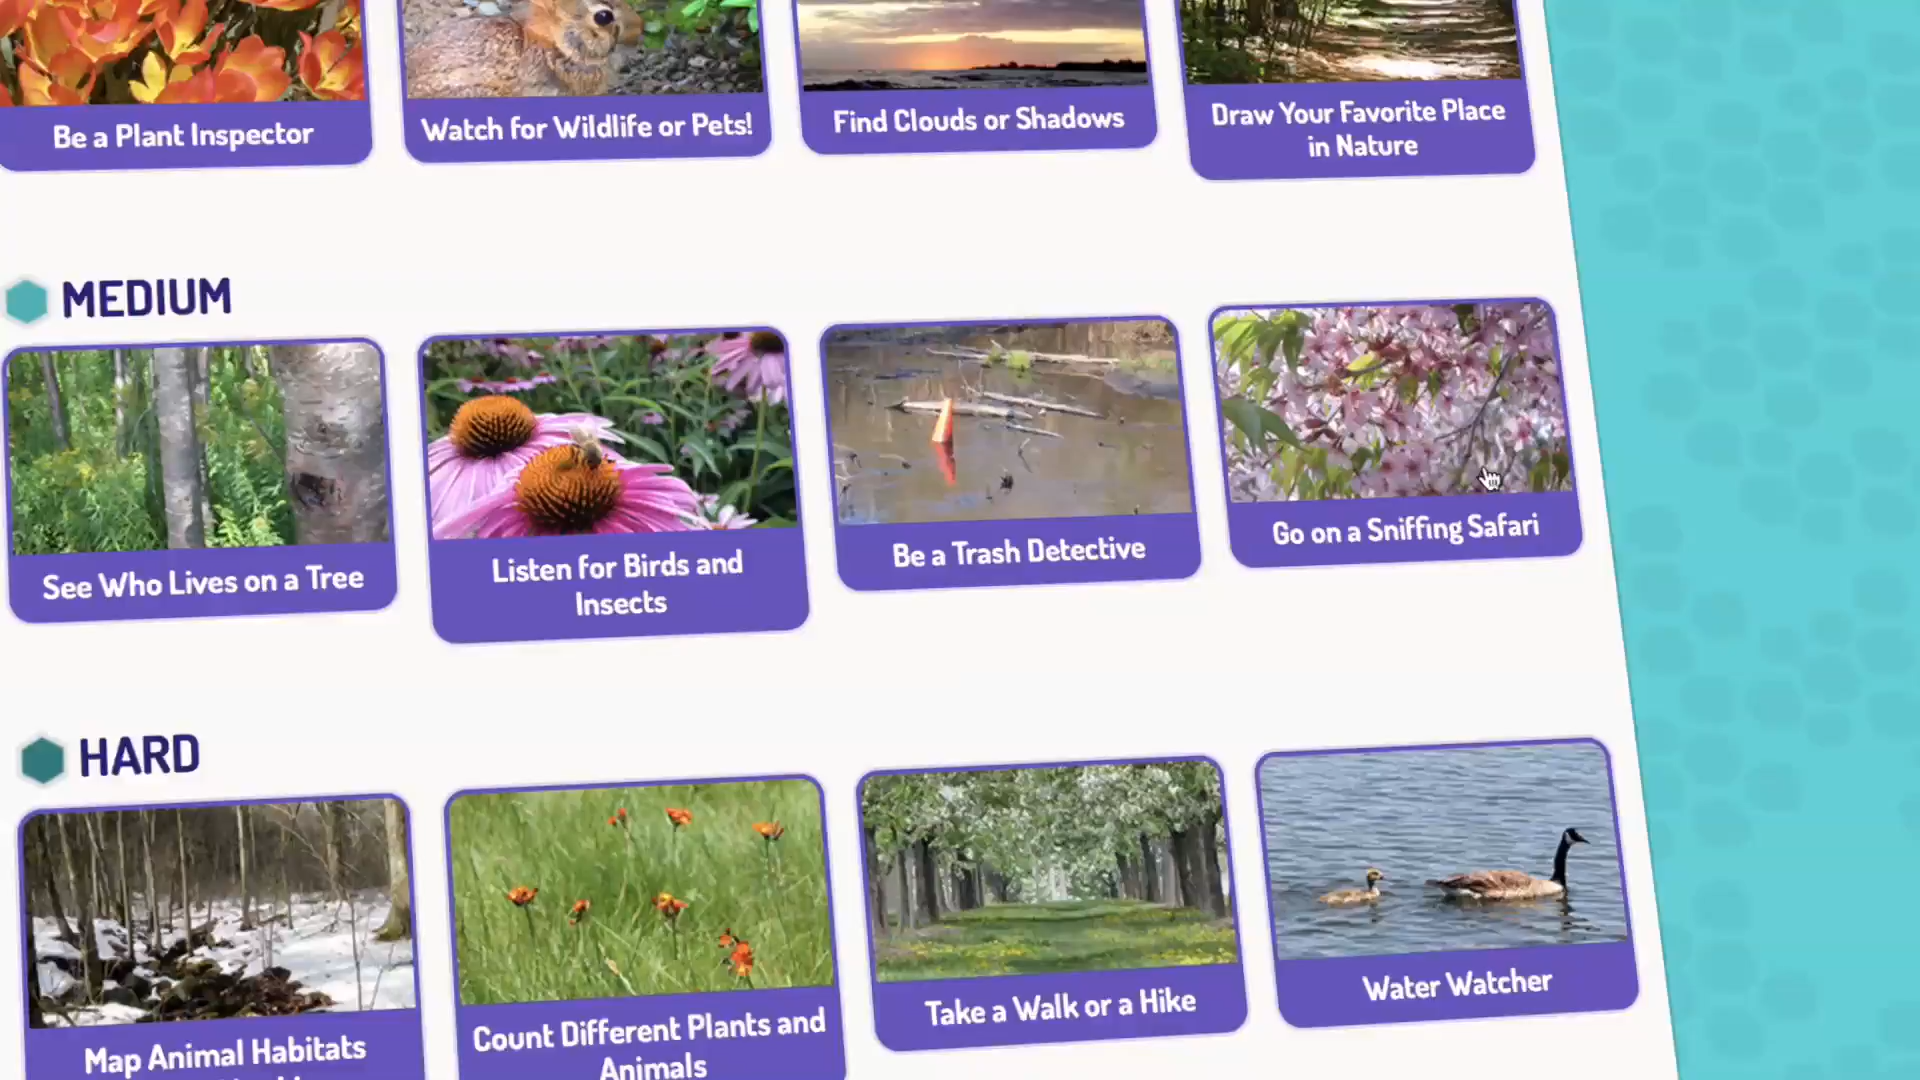 Be a Plant Inspector
Watch for Wildlife or Pets!
Find Clouds or Shadows
Draw Your Favorite Place
in Nature
MEDIUM
See Who Lives on a Tree
Listen for Birds and
Insects
Be a Trash Detective
Go on a Sniffing Safari
HARD
Map Animal Habitats
Count Different Plants and
Animals
Take a Walk or a Hike
Water Watcher